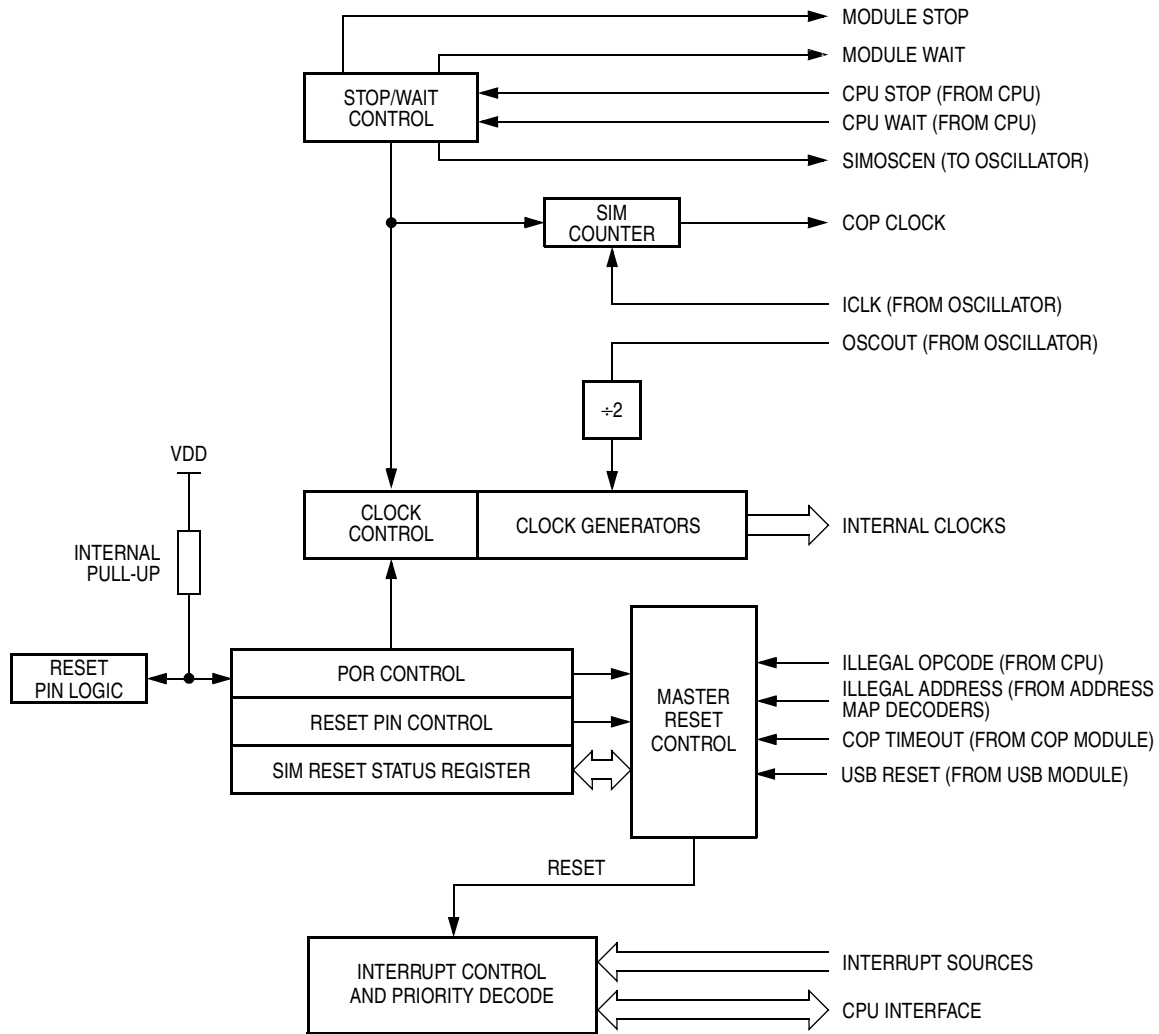 MODULE STOP
MODULE WAIT
STOP/WAIT
CONTROL
CPU STOP (FROM CPU)
CPU WAIT (FROM CPU)
SIMOSCEN (TO OSCILLATOR)
SIM
COUNTER
COP CLOCK
ICLK (FROM OSCILLATOR)
OSCOUT (FROM OSCILLATOR)
÷2
VDD
INTERNAL
PULL-UP
CLOCK
CONTROL
CLOCK GENERATORS
INTERNAL CLOCKS
RESET
PIN LOGIC
POR CONTROL
RESET PIN CONTROL
SIM RESET STATUS REGISTER
MASTER
RESET
CONTROL
ILLEGAL OPCODE (FROM CPU)
ILLEGAL ADDRESS (FROM ADDRESS
MAP DECODERS)
COP TIMEOUT (FROM COP MODULE)
USB RESET (FROM USB MODULE)
RESET
INTERRUPT CONTROL
AND PRIORITY DECODE
INTERRUPT SOURCES
CPU INTERFACE